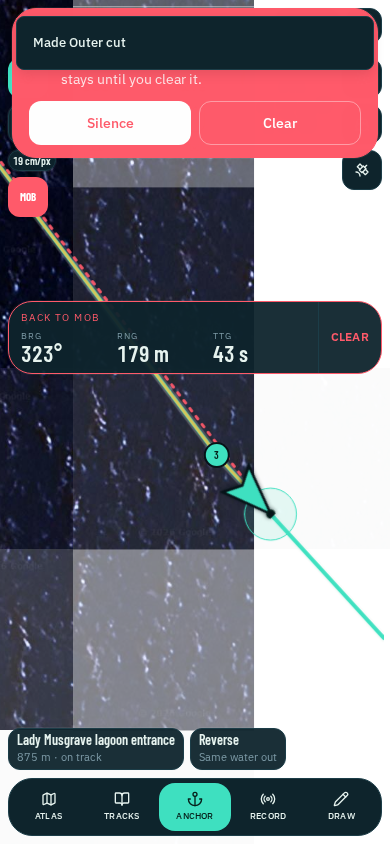 Made Outer cut
stays until you clear it.
Silence
Clear
19 cm/px
MOB
BACK TO MOB
BRG
RNG
TTG
323°
179 m
43 s
CLEAR
3
Lady Musgrave lagoon entrance
875 m · on track
Reverse
Same water out
ATLAS
TRACKS
ANCHOR
RECORD
DRAW